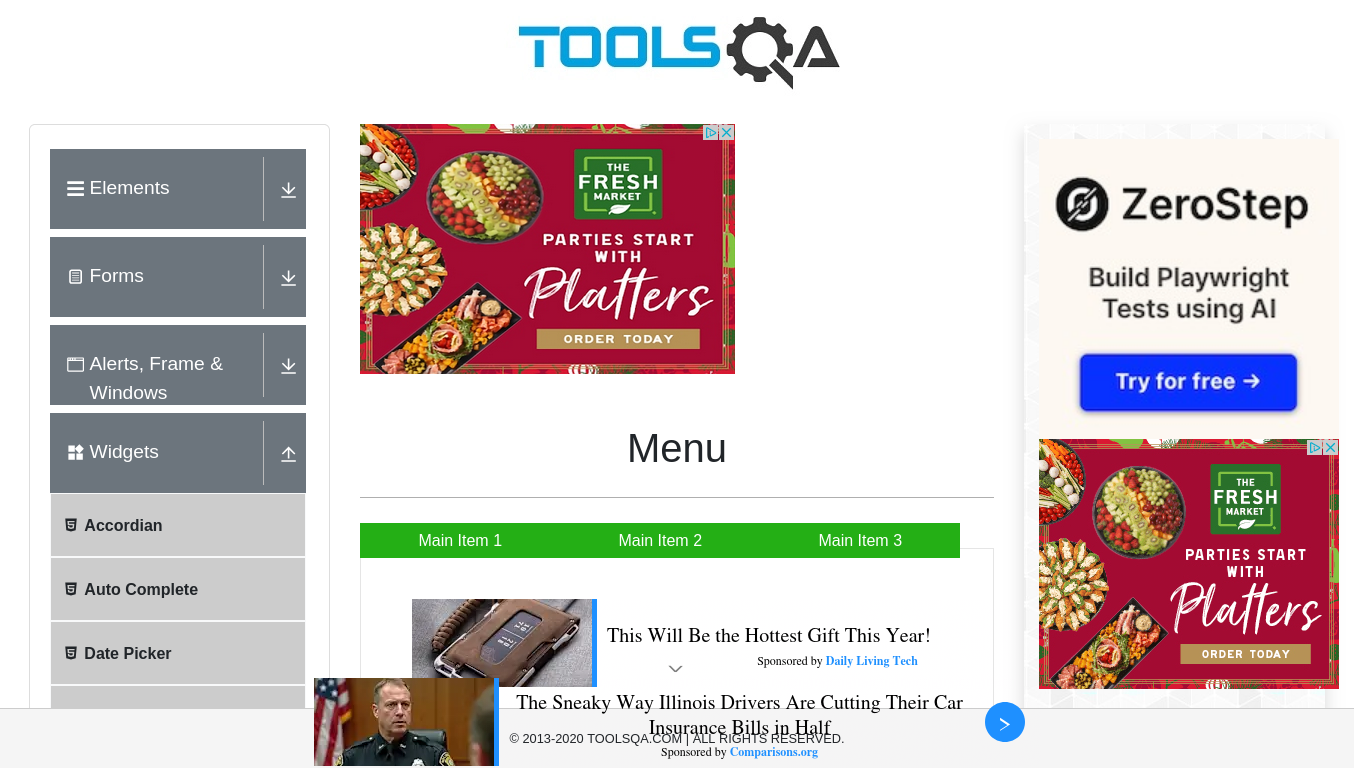 TOOLSQA
Elements
Forms
Alerts, Frame &
Windows
Widgets
Accordian
Auto Complete
Date Picker
THE
FRESH
MARKET
PARTIES START
WITH
Platters
ORDER TODAY
Menu
Main Item 1
Main Item 2
Main Item 3
This Will Be the Hottest Gift This Year!
Sponsored by Daily Living Tech
The Sneaky Way Illinois Drivers Are Cutting Their Car
Insurance Bills in Half
Sponsored by Comparisons.org
© 2013-2020 TOOLSQA.COM | ALL RIGHTS RESERVED.
ZeroStep
Build Playwright
Tests using AI
Try for free →
THE
FRESH
MARKET
PARTIES START
WITH
Platters
ORDER TODAY